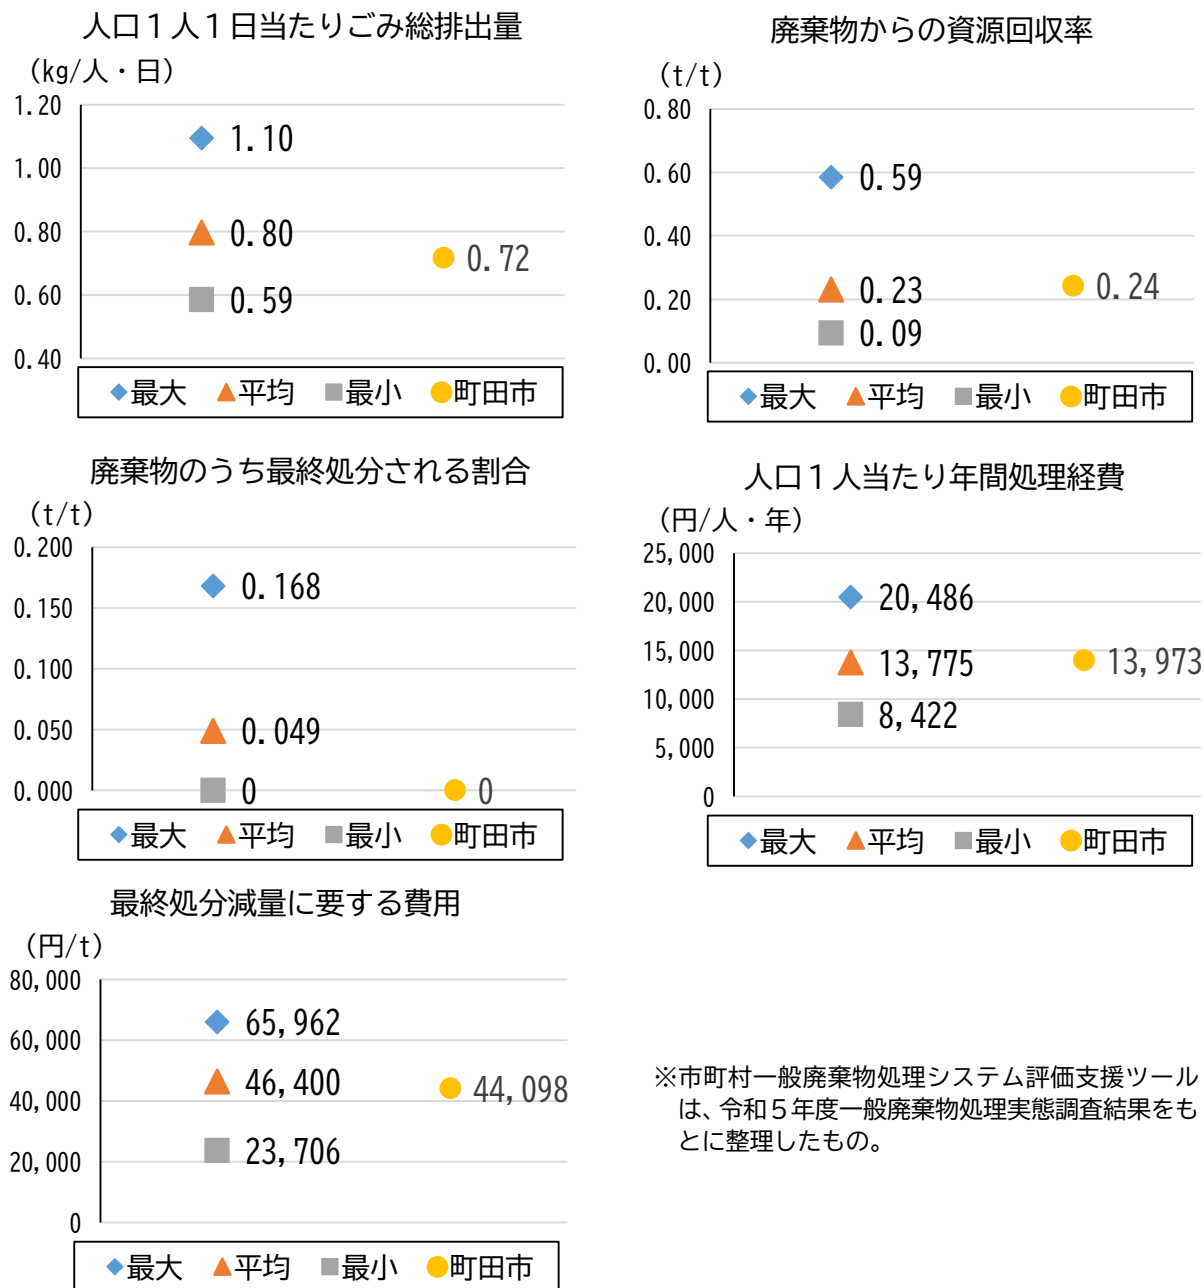 人口１人１日当たりごみ総排出量
（kg/人・日）
1.20
1.00
0.80
0.60
0.40
1.10
0.80
0.59
0.72
最大 平均 最小 町田市
廃棄物からの資源回収率
（t/t）
0.80
0.60
0.40
0.20
0.00
0.59
0.23
0.09
0.24
最大 平均 最小 町田市
廃棄物のうち最終処分される割合
（t/t）
0.200
0.150
0.100
0.050
0.000
0.168
0.049
0
0
最大 平均 最小 町田市
人口１人当たり年間処理経費
（円/人・年）
25,000
20,000
15,000
10,000
5,000
0
20,486
13,775
8,422
13,973
最大 平均 最小 町田市
最終処分減量に要する費用
（円/t）
80,000
60,000
40,000
20,000
0
65,962
46,400
23,706
44,098
最大 平均 最小 町田市
※市町村一般廃棄物処理システム評価支援ツール
は、令和５年度一般廃棄物処理実態調査結果をも
とに整理したもの。